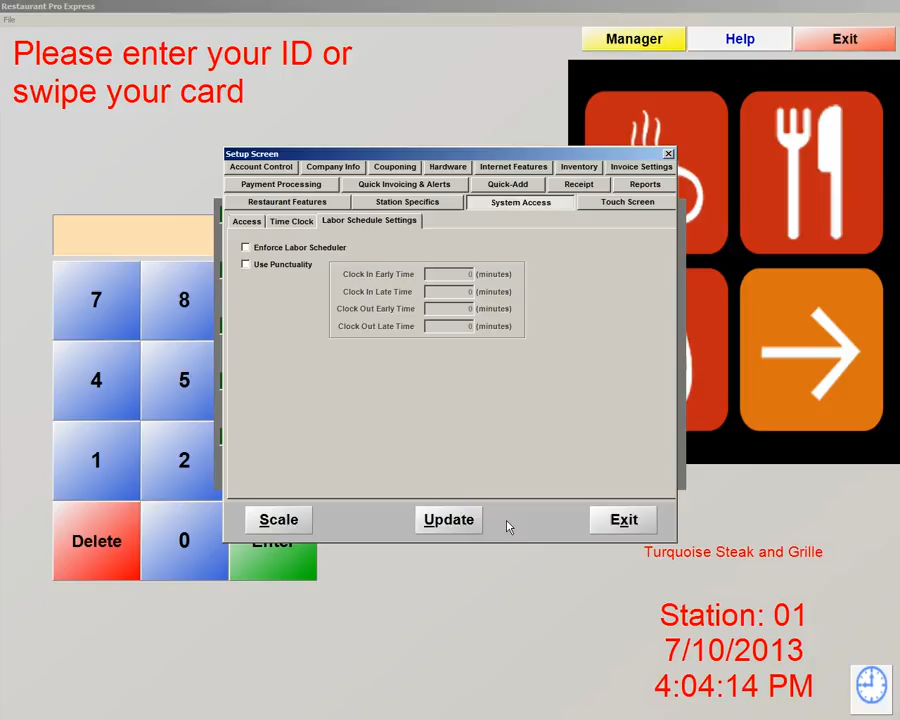 Restaurant Pro Express
File
Please enter your ID or
swipe your card
Manager
Help
Exit
Setup Screen
Account Control
Company Info
Couponing
Hardware
Internet Features
Inventory
Invoice Settings
Payment Processing
Quick Invoicing & Alerts
Quick-Add
Receipt
Reports
Restaurant Features
Station Specifics
System Access
Touch Screen
Access
Time Clock
Labor Schedule Settings
Enforce Labor Scheduler
Use Punctuality
Clock In Early Time 0 (minutes)
Clock In Late Time 0 (minutes)
Clock Out Early Time 0 (minutes)
Clock Out Late Time 0 (minutes)
Scale
Update
Exit
7
8
4
5
1
2
Delete
0
Enter
Turquoise Steak and Grille
Station: 01
7/10/2013
4:04:14 PM